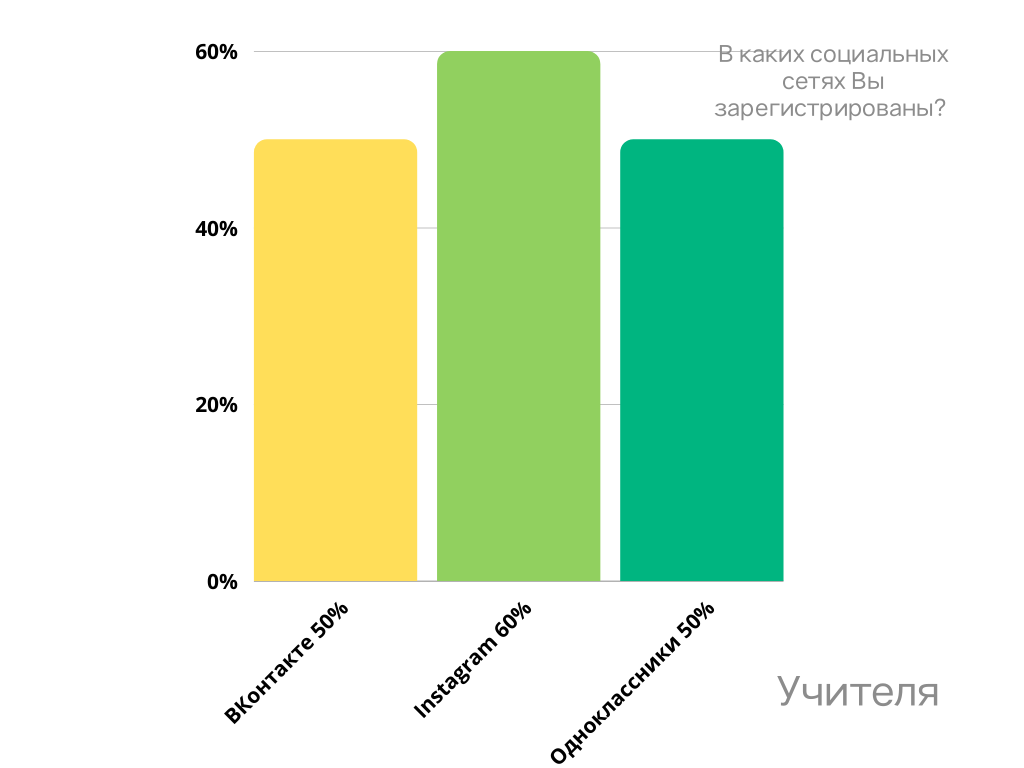 В каких социальных
сетях Вы
зарегистрированы?
60%
40%
20%
0%
ВКонтакте 50%
Instagram 60%
Одноклассники 50%
Учителя